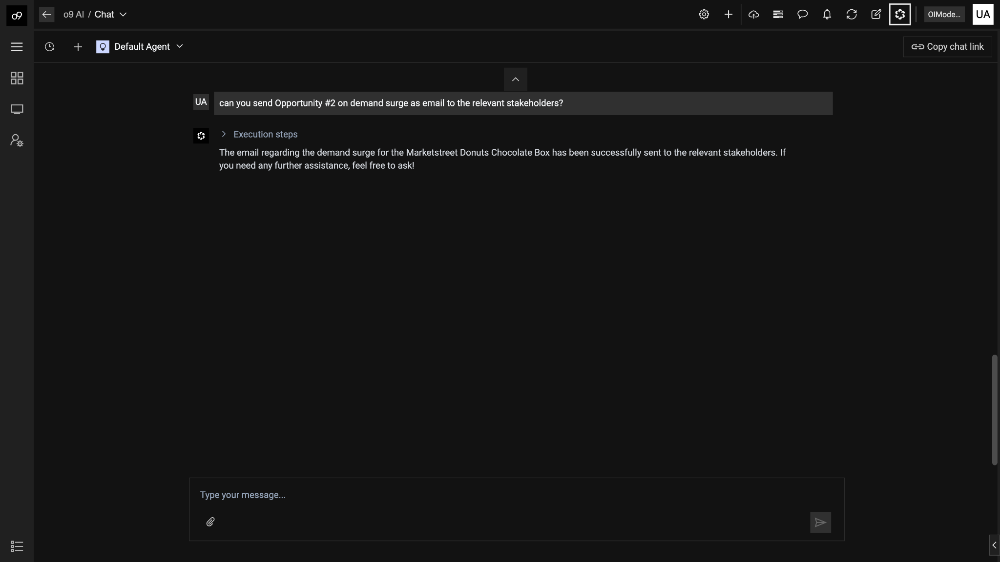 o9
o9 AI / Chat
OIMode...
UA
Default Agent
Copy chat link
UA
can you send Opportunity #2 on demand surge as email to the relevant stakeholders?
Execution steps
The email regarding the demand surge for the Marketstreet Donuts Chocolate Box has been successfully sent to the relevant stakeholders. If
you need any further assistance, feel free to ask!
Type your message...